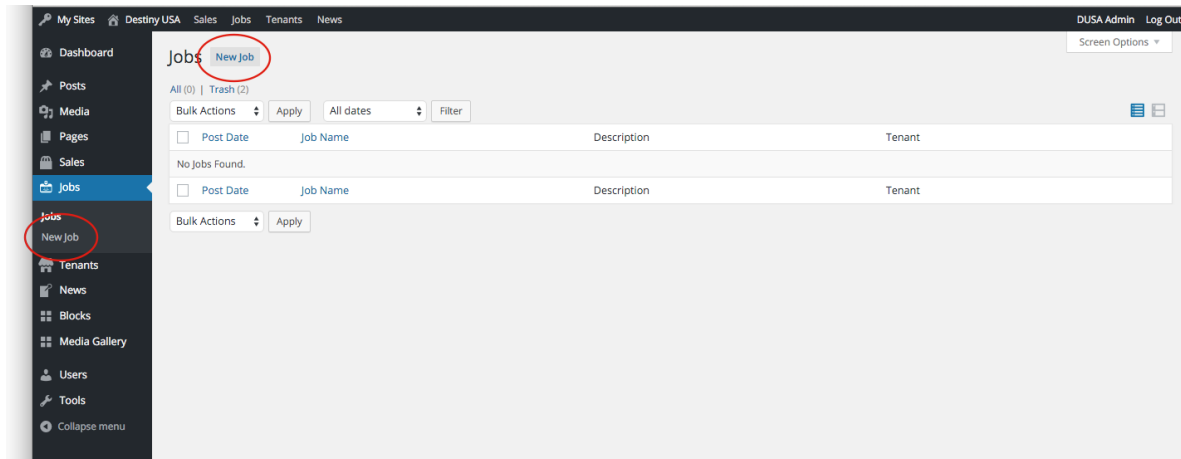 My Sites Destiny USA Sales Jobs Tenants News DUSA Admin Log Out
Screen Options
Dashboard
Posts
Media
Pages
Sales
Jobs
Jobs
New Job
Tenants
News
Blocks
Media Gallery
Users
Tools
Collapse menu
Jobs New Job
All (0) | Trash (2)
Bulk Actions Apply All dates Filter
Post Date Job Name Description Tenant
No Jobs Found.
Post Date Job Name Description Tenant
Bulk Actions Apply